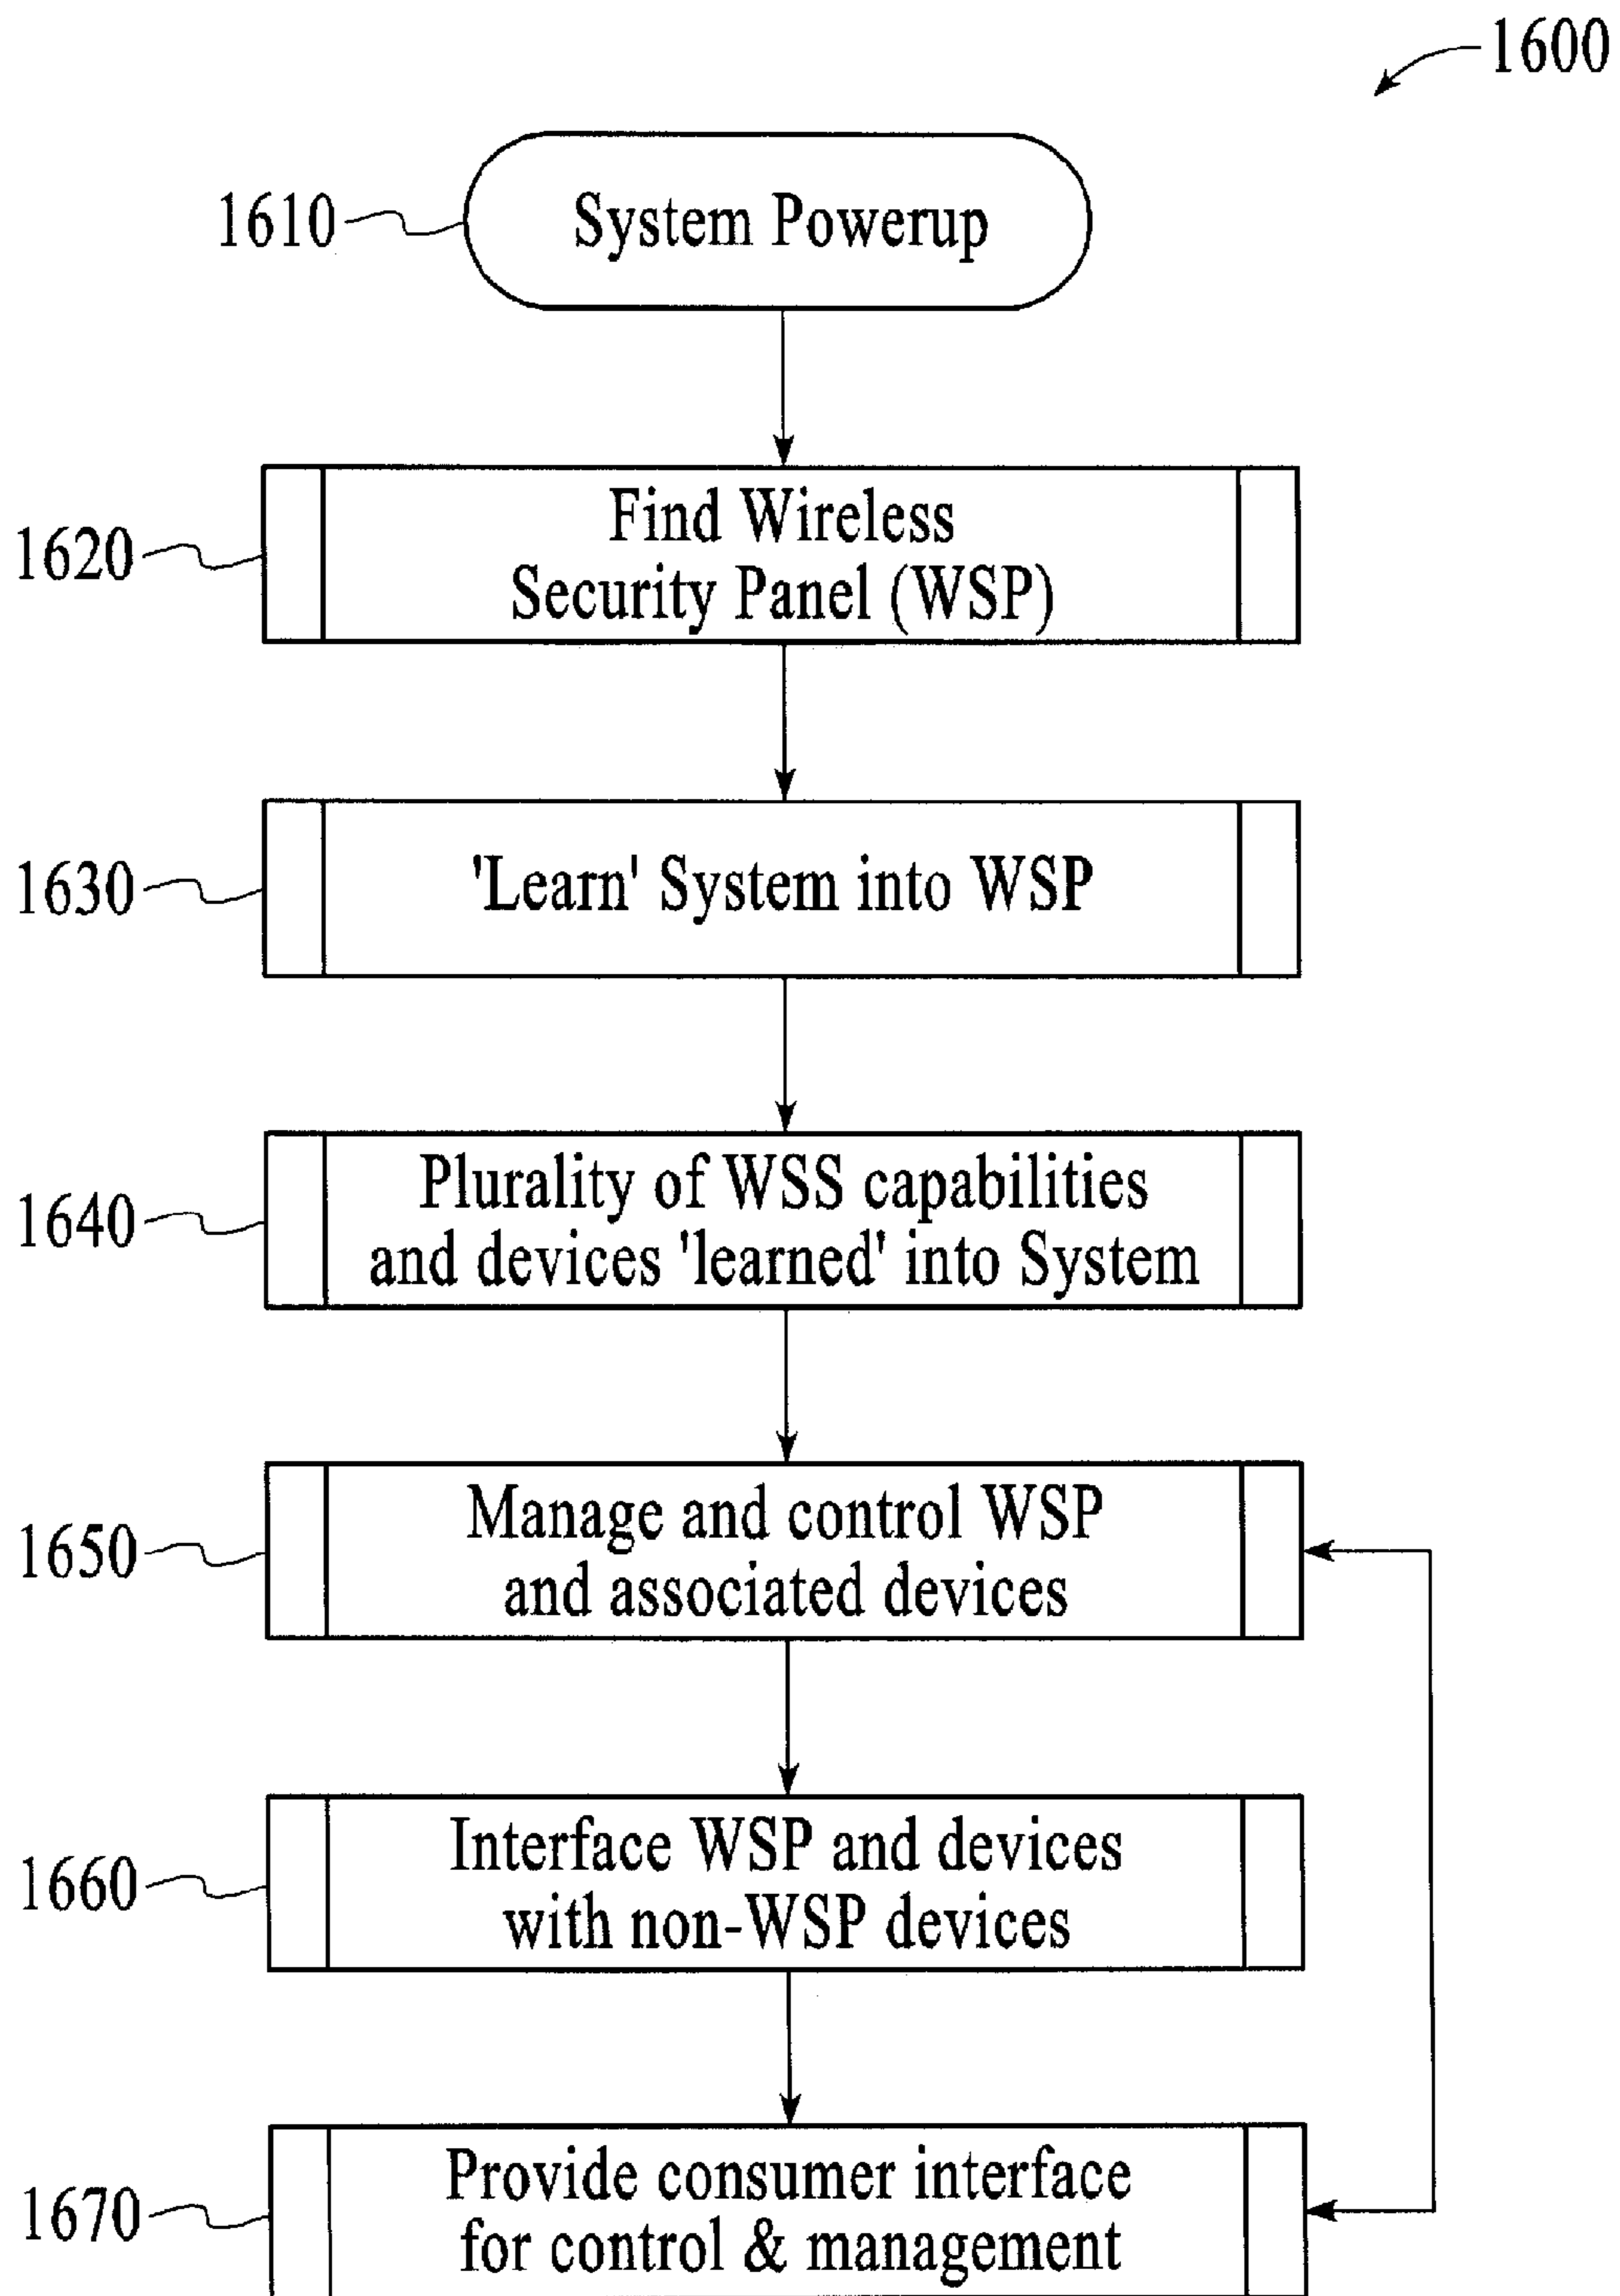 1600
1610
System Powerup
1620
Find Wireless
Security Panel (WSP)
1630
'Learn' System into WSP
1640
Plurality of WSS capabilities
and devices 'learned' into System
1650
Manage and control WSP
and associated devices
1660
Interface WSP and devices
with non-WSP devices
1670
Provide consumer interface
for control & management